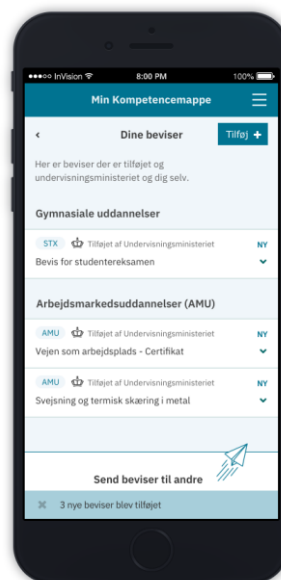 InVision 8:00 PM 100%
Min Kompetencemappe
Dine beviser Tilføj +
Her er beviser der er tilføjet og
undervisningsministeriet og dig selv.
Gymnasiale uddannelser
STX Tilføjet af Undervisningsministeriet NY
Bevis for studentereksamen
Arbejdsmarkedsuddannelser (AMU)
AMU Tilføjet af Undervisningsministeriet NY
Vejen som arbejdsplads - Certifikat
AMU Tilføjet af Undervisningsministeriet NY
Svejsning og termisk skæring i metal
Send beviser til andre
3 nye beviser blev tilføjet